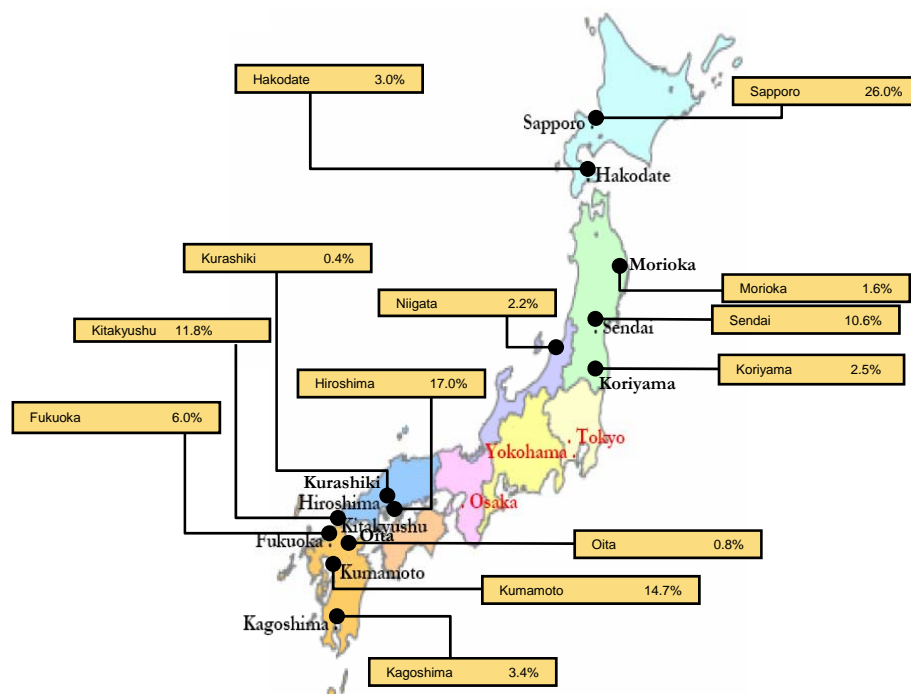 Hakodate 3.0%
Sapporo 26.0%
Sapporo
Hakodate
Kurashiki 0.4%
Morioka
Niigata 2.2%
Morioka 1.6%
Kitakyushu 11.8%
Sendai
Sendai 10.6%
Hiroshima 17.0%
Koriyama
Koriyama 2.5%
Fukuoka 6.0%
Tokyo
Yokohama
Kurashiki
Hiroshima
Osaka
Kitakyushu
Fukuoka
Oita
Oita 0.8%
Kumamoto
Kumamoto 14.7%
Kagoshima
Kagoshima 3.4%